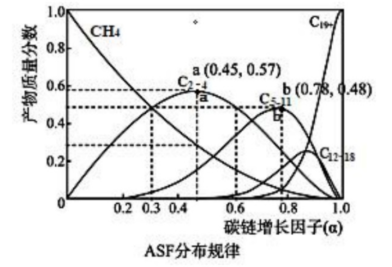 1.0
CH₄
C₁₉₊
0.8
a (0.45, 0.57)
C₂₋₄
a
b (0.78, 0.48)
0.6
C₅₋₁₁
b
0.4
C₁₂₋₁₈
0.2
0
0.2 0.3 0.4 0.6 0.8 1.0
产物质量分数
碳链增长因子(α)
ASF分布规律